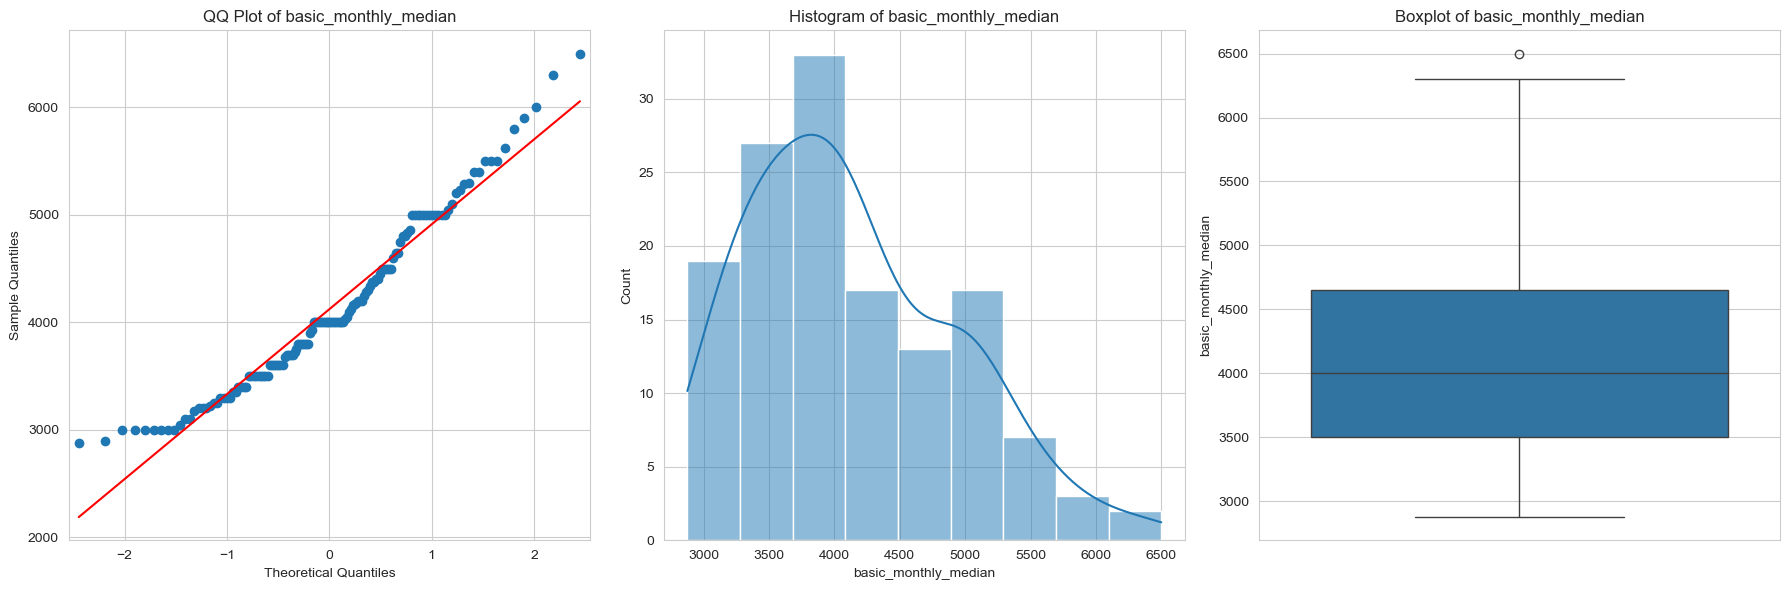 QQ Plot of basic_monthly_median
Sample Quantiles
6000
5000
4000
3000
2000
−2 −1 0 1 2
Theoretical Quantiles
Histogram of basic_monthly_median
Count
30
25
20
15
10
5
0
3000 3500 4000 4500 5000 5500 6000 6500
basic_monthly_median
Boxplot of basic_monthly_median
basic_monthly_median
6500
6000
5500
5000
4500
4000
3500
3000